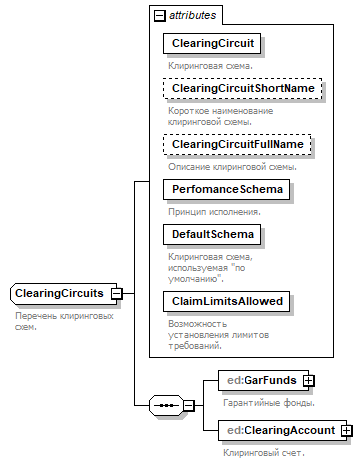 attributes
ClearingCircuit
Клиринговая схема.
ClearingCircuitShortName
Короткое наименование
клиринговой схемы.
ClearingCircuitFullName
Описание клиринговой схемы.
PerfomanceSchema
Принцип исполнения.
DefaultSchema
Клиринговая схема,
используемая "по
умолчанию".
ClaimLimitsAllowed
Возможность
установления лимитов
требований.
ClearingCircuits
Перечень клиринговых
схем.
ed:GarFunds
Гарантийные фонды.
ed:ClearingAccount
Клиринговый счет.